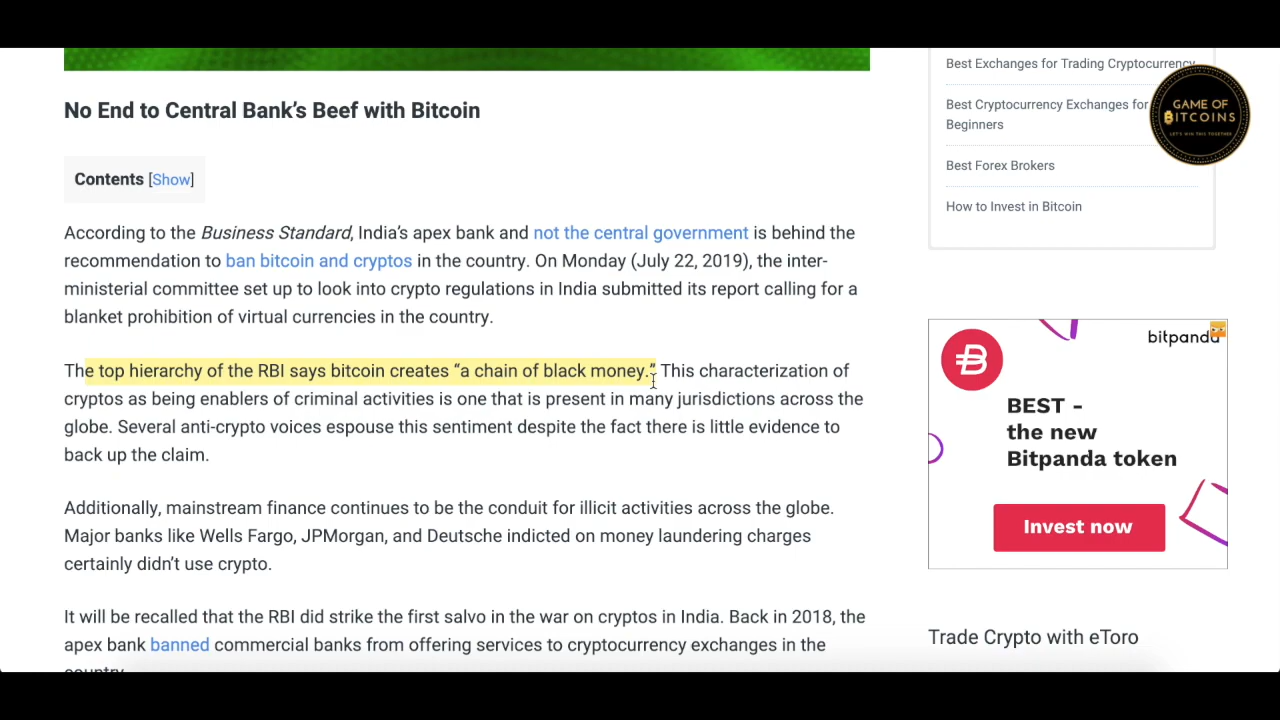 No End to Central Bank’s Beef with Bitcoin
Contents [Show]
According to the Business Standard, India’s apex bank and not the central government is behind the
recommendation to ban bitcoin and cryptos in the country. On Monday (July 22, 2019), the inter-
ministerial committee set up to look into crypto regulations in India submitted its report calling for a
blanket prohibition of virtual currencies in the country.
The top hierarchy of the RBI says bitcoin creates “a chain of black money.” This characterization of
cryptos as being enablers of criminal activities is one that is present in many jurisdictions across the
globe. Several anti-crypto voices espouse this sentiment despite the fact there is little evidence to
back up the claim.
Additionally, mainstream finance continues to be the conduit for illicit activities across the globe.
Major banks like Wells Fargo, JPMorgan, and Deutsche indicted on money laundering charges
certainly didn’t use crypto.
It will be recalled that the RBI did strike the first salvo in the war on cryptos in India. Back in 2018, the
apex bank banned commercial banks from offering services to cryptocurrency exchanges in the
country.
Best Exchanges for Trading Cryptocurrency
Best Cryptocurrency Exchanges for
Beginners
Best Forex Brokers
How to Invest in Bitcoin
GAME OF
BITCOINS
LET'S WIN THIS TOGETHER
bitpanda
BEST -
the new
Bitpanda token
Invest now
Trade Crypto with eToro